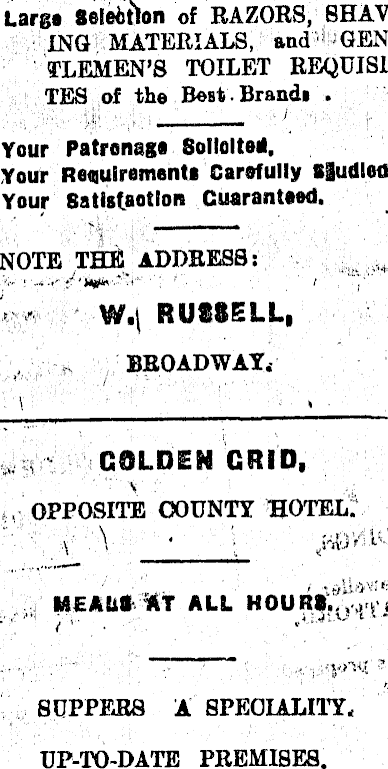 Large Selection of RAZORS, SHAV
ING MATERIALS, and GEN
TLEMEN'S TOILET REQUISI
TES of the Best Brands .
Your Patronage Solicited,
Your Requirements Carefully Studied
Your Satisfaction Guaranteed.
NOTE THE ADDRESS:
W. RUSSELL,
BROADWAY.
GOLDEN GRID,
OPPOSITE COUNTY HOTEL.
MEALS AT ALL HOURS.
SUPPERS A SPECIALITY.
UP-TO-DATE PREMISES.